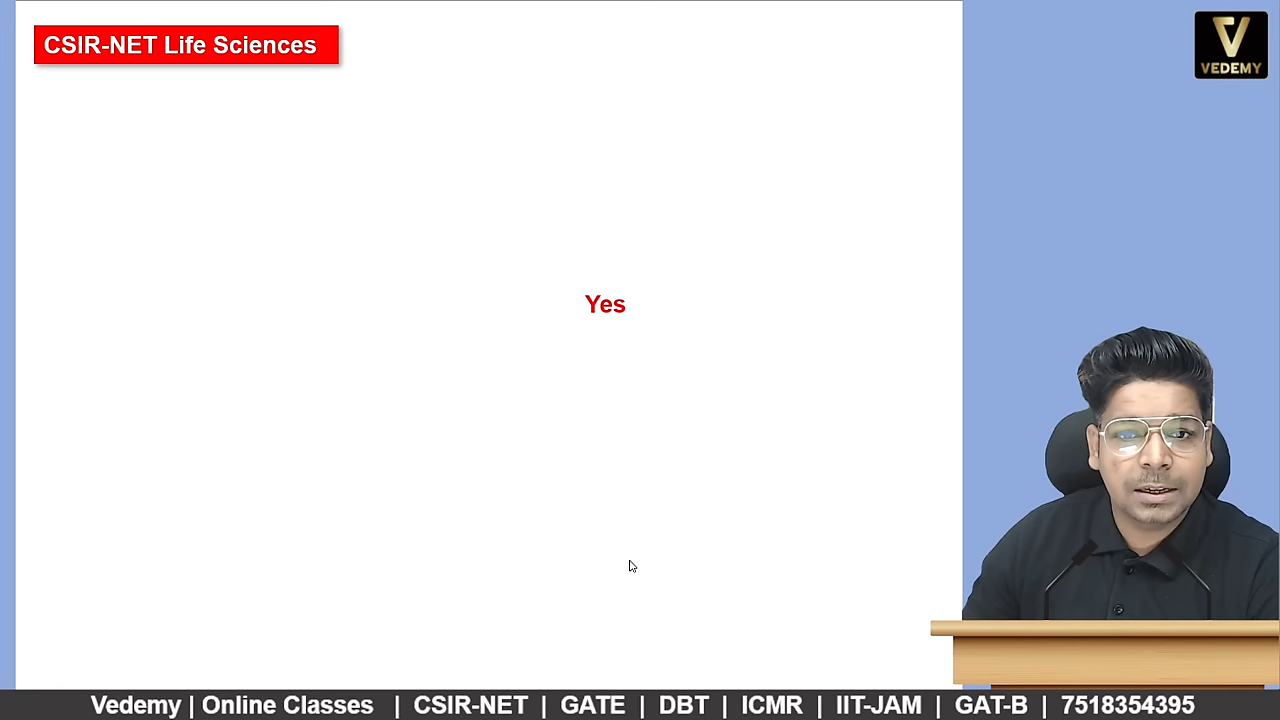 CSIR-NET Life Sciences
VEDEMY
Yes
Vedemy | Online Classes | CSIR-NET | GATE | DBT | ICMR | IIT-JAM | GAT-B | 7518354395